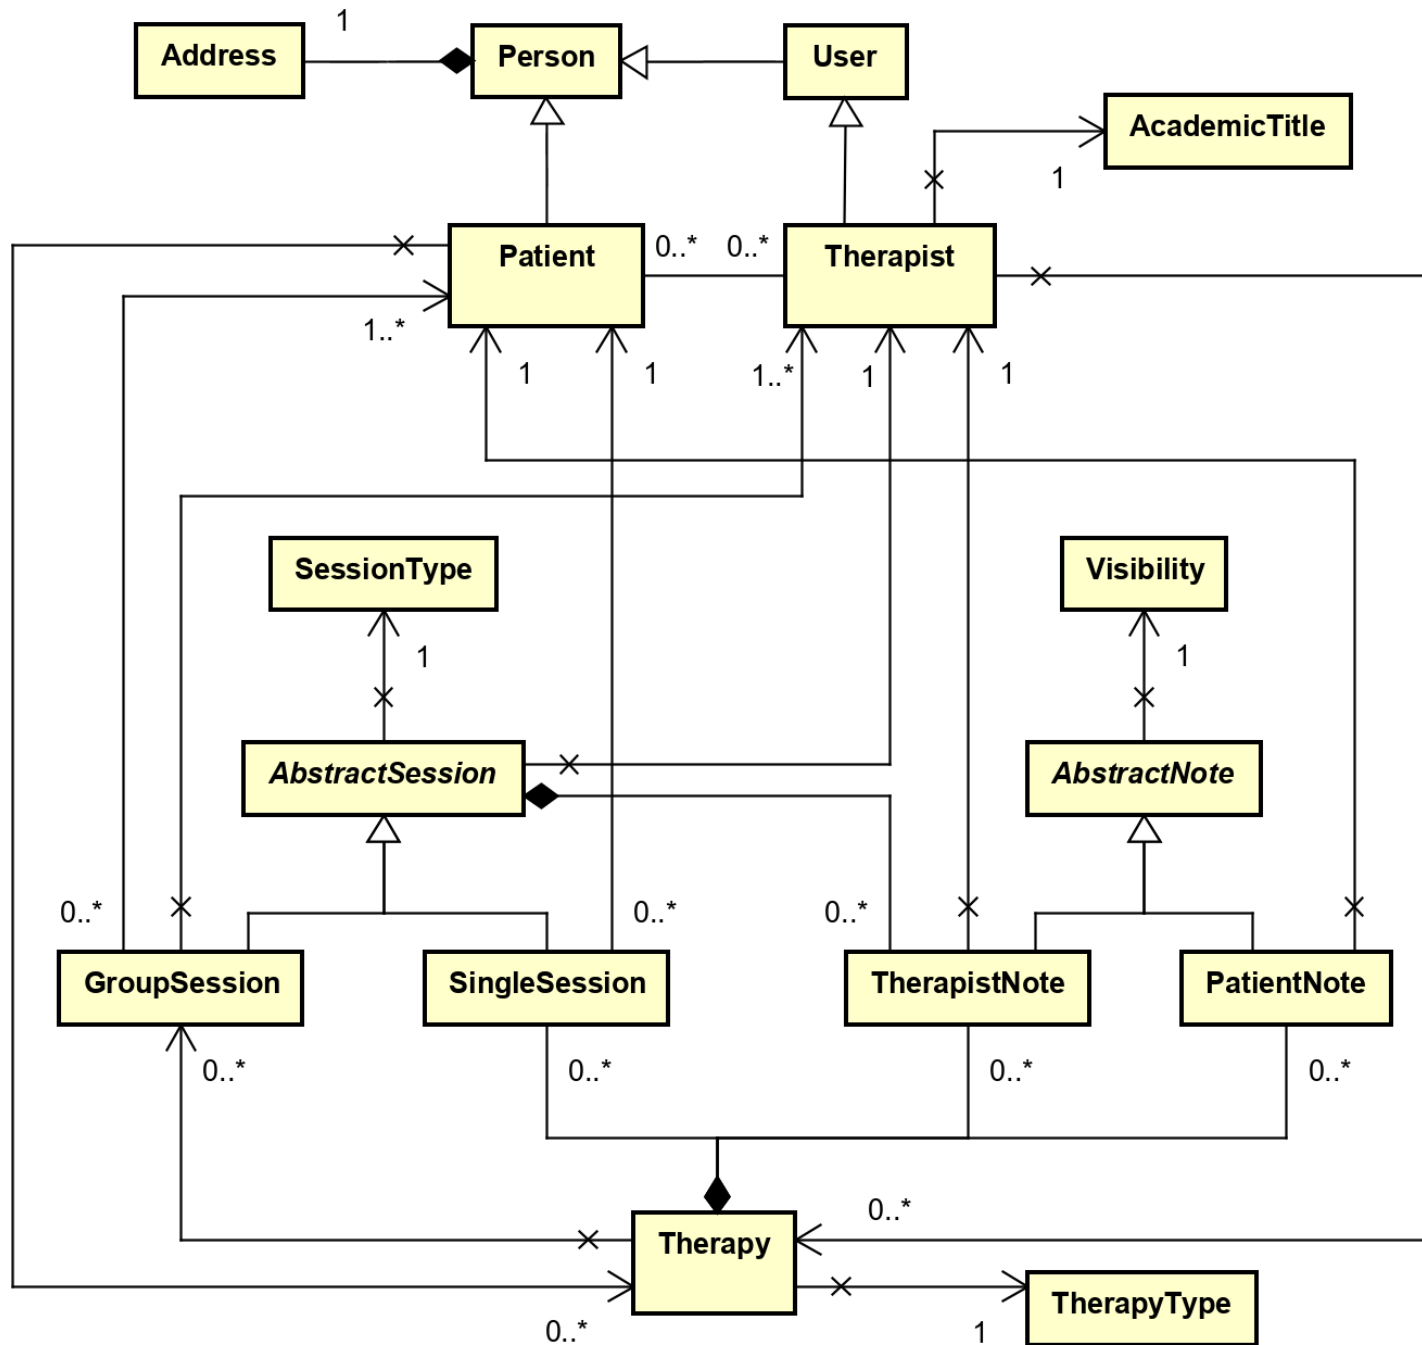 1
Address
Person
User
AcademicTitle
1
Patient
0..*
0..*
Therapist
1..*
1
1
1..*
1
1
SessionType
Visibility
1
1
AbstractSession
AbstractNote
0..*
0..*
0..*
GroupSession
SingleSession
TherapistNote
PatientNote
0..*
0..*
0..*
0..*
0..*
Therapy
TherapyType
0..*
1